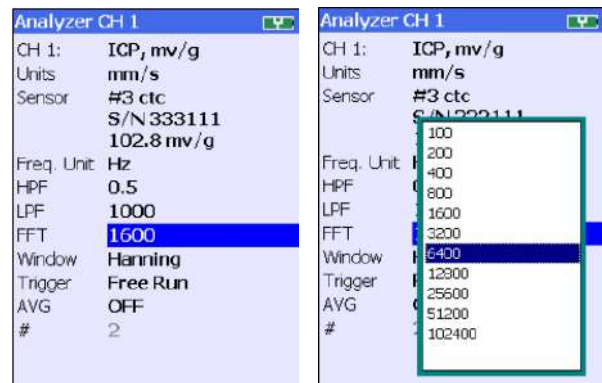 Analyzer CH 1
CH 1: ICP, mv/g
Units mm/s
Sensor #3 ctc
S/N 333111
102.8 mv/g
Freq. Unit Hz
HPF 0.5
LPF 1000
FFT 1600
Window Hanning
Trigger Free Run
AVG OFF
# 2
Analyzer CH 1
CH 1: ICP, mv/g
Units mm/s
Sensor #3 ctc
Freq. Unit
HPF
LPF
FFT
Window
Trigger
AVG
#
100
200
400
800
1600
3200
6400
12800
25600
51200
102400